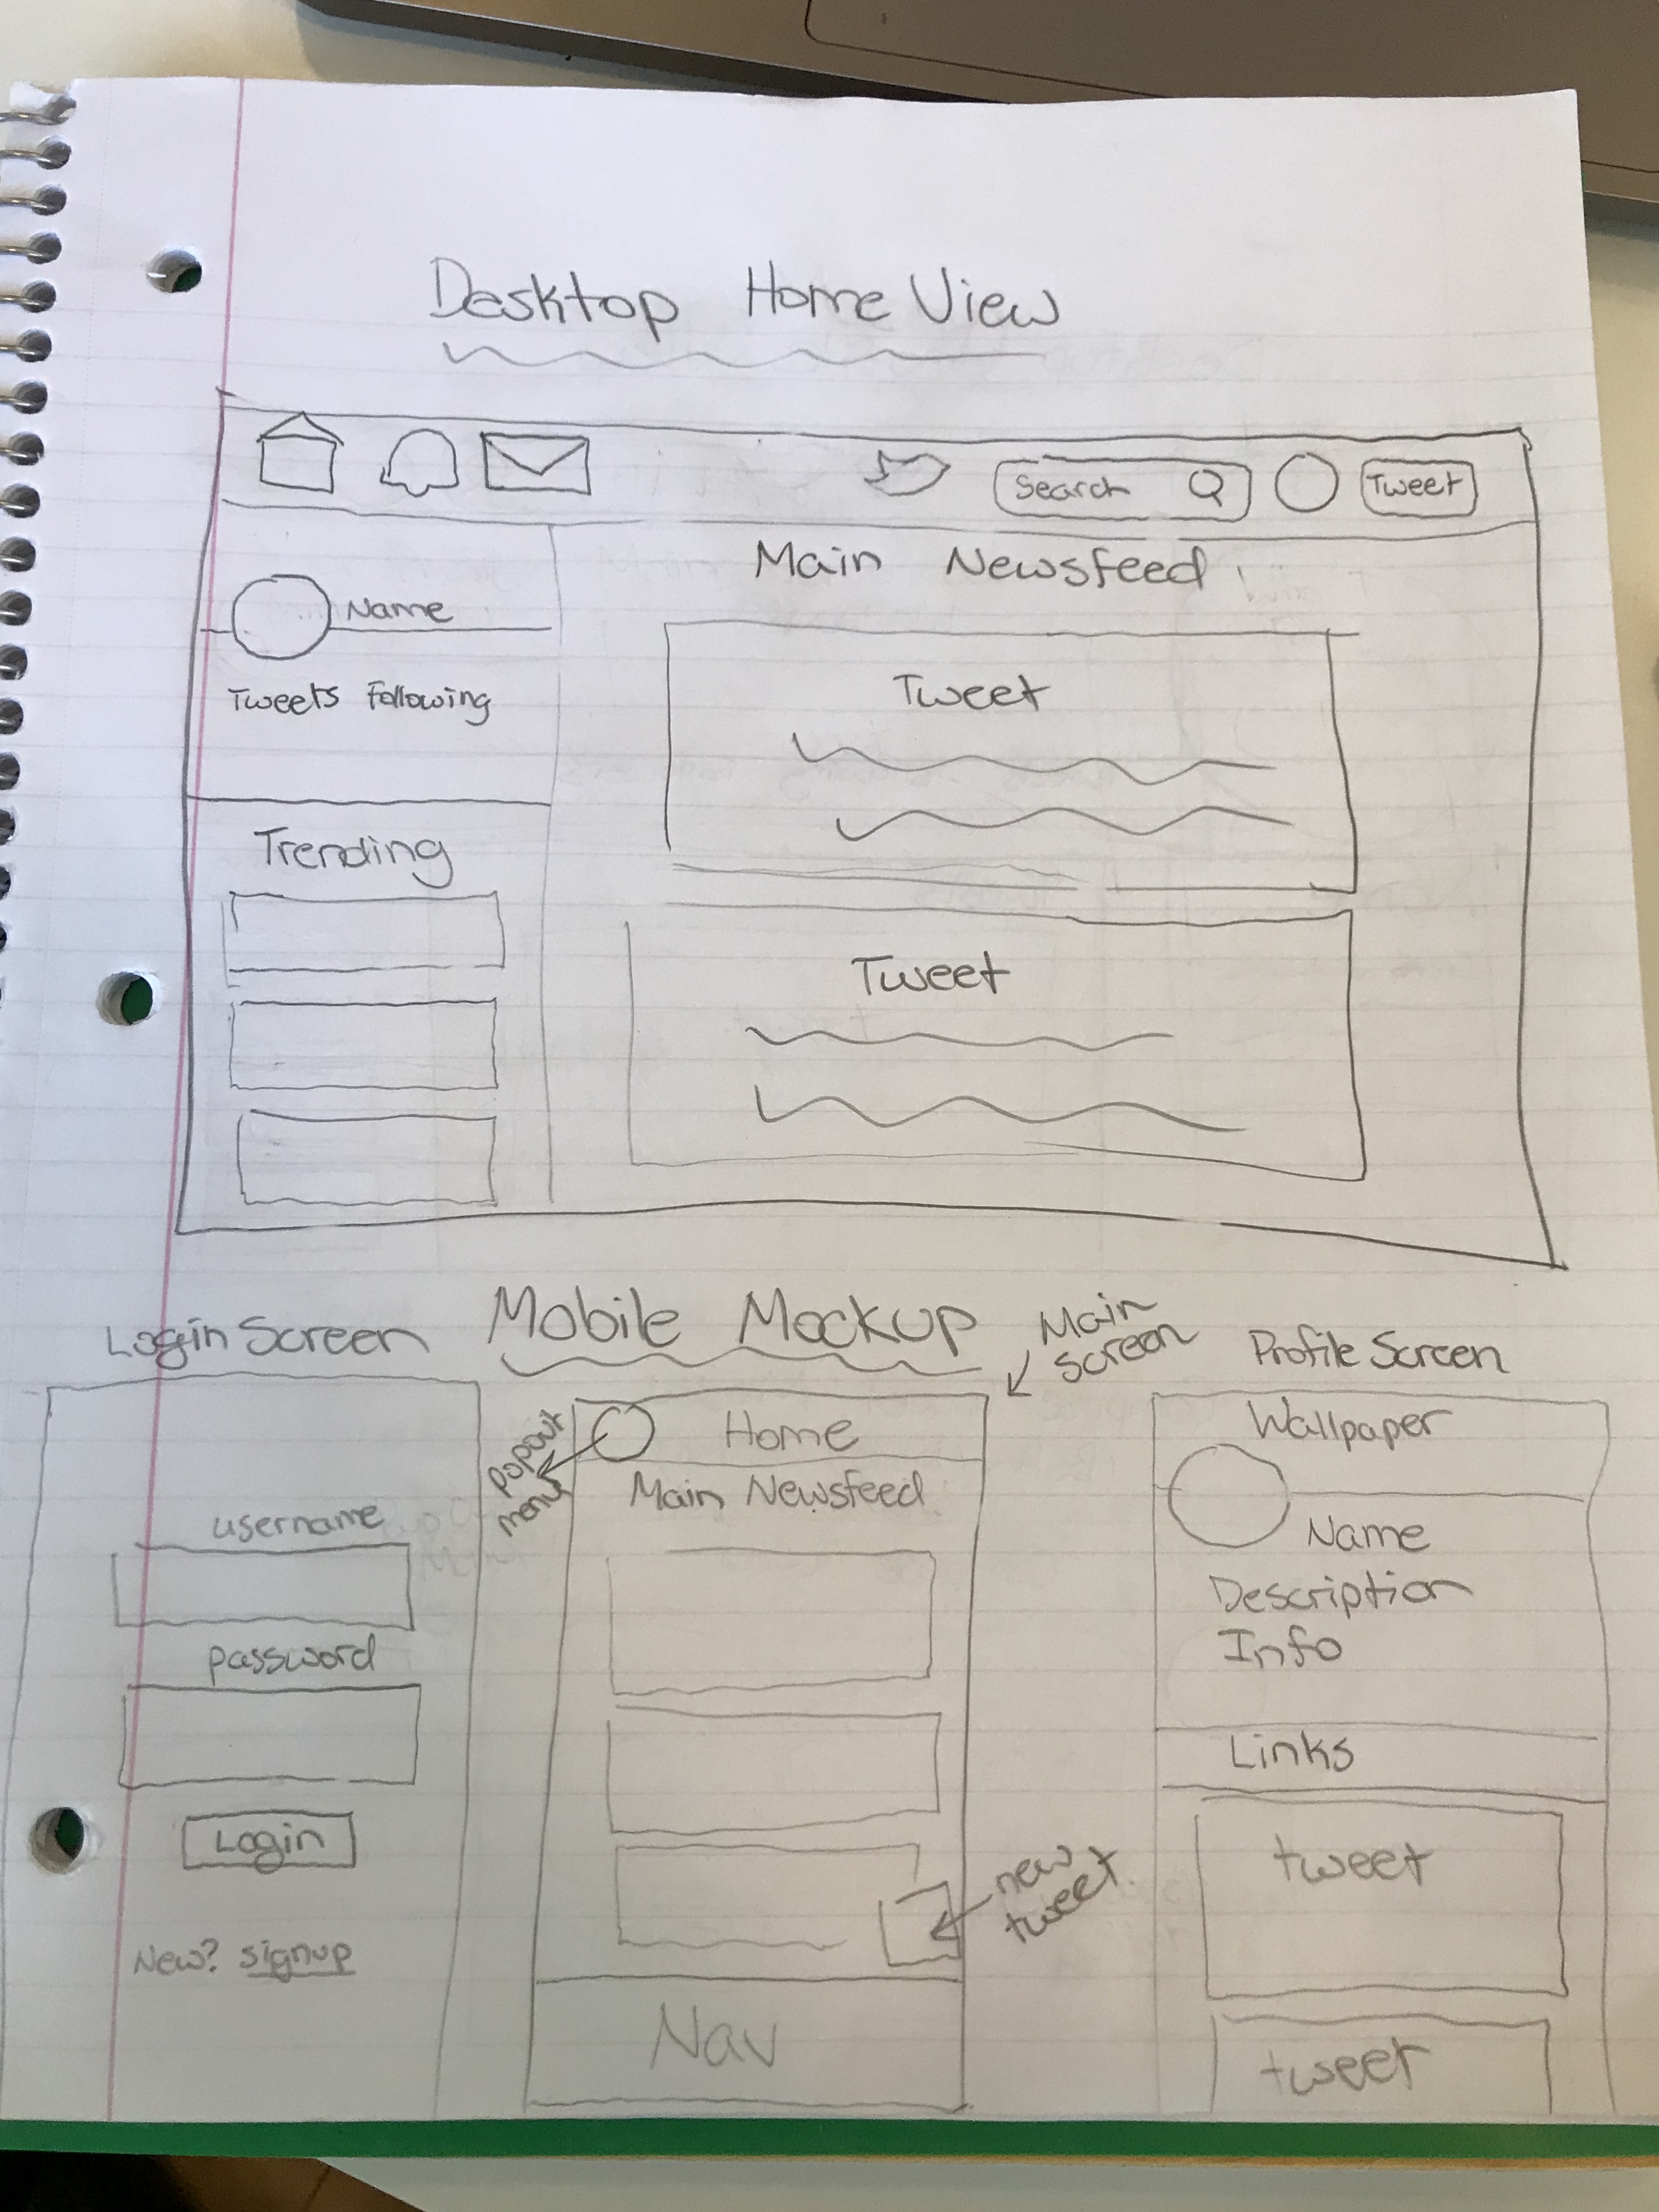 Desktop Home View
Search
Tweet
Main Newsfeed
Name
Tweets Following
Tweet
Trending
Tweet
Mobile Mockup
Login Screen
Main
screen
Profile Screen
username
password
Login
New? signup
popout
menu
Home
Main Newsfeed
new
tweet
Nav
Wallpaper
Name
Description
Info
Links
tweet
tweet